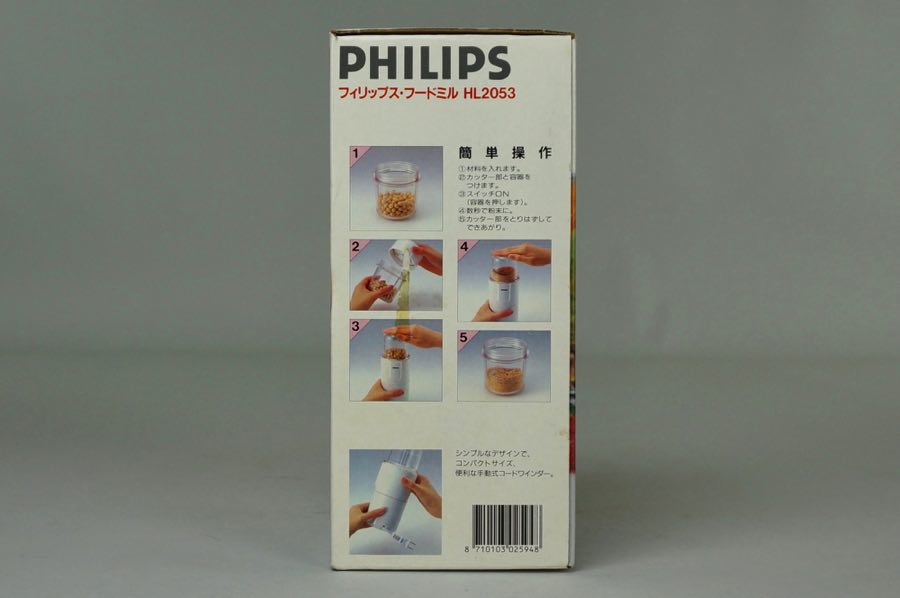 PHILIPS
フィリップス・フードミル HL2053
1
簡単操作
①材料を入れます。
②カッター部と容器を
つけます。
③スイッチON
(容器を押します)。
④数秒で粉末に。
⑤カッター部をとりはずして
できあがり。
2
4
3
5
シンプルなデザインで、
コンパクトサイズ、
便利な手動式コードワインダー。
8 710103 025948